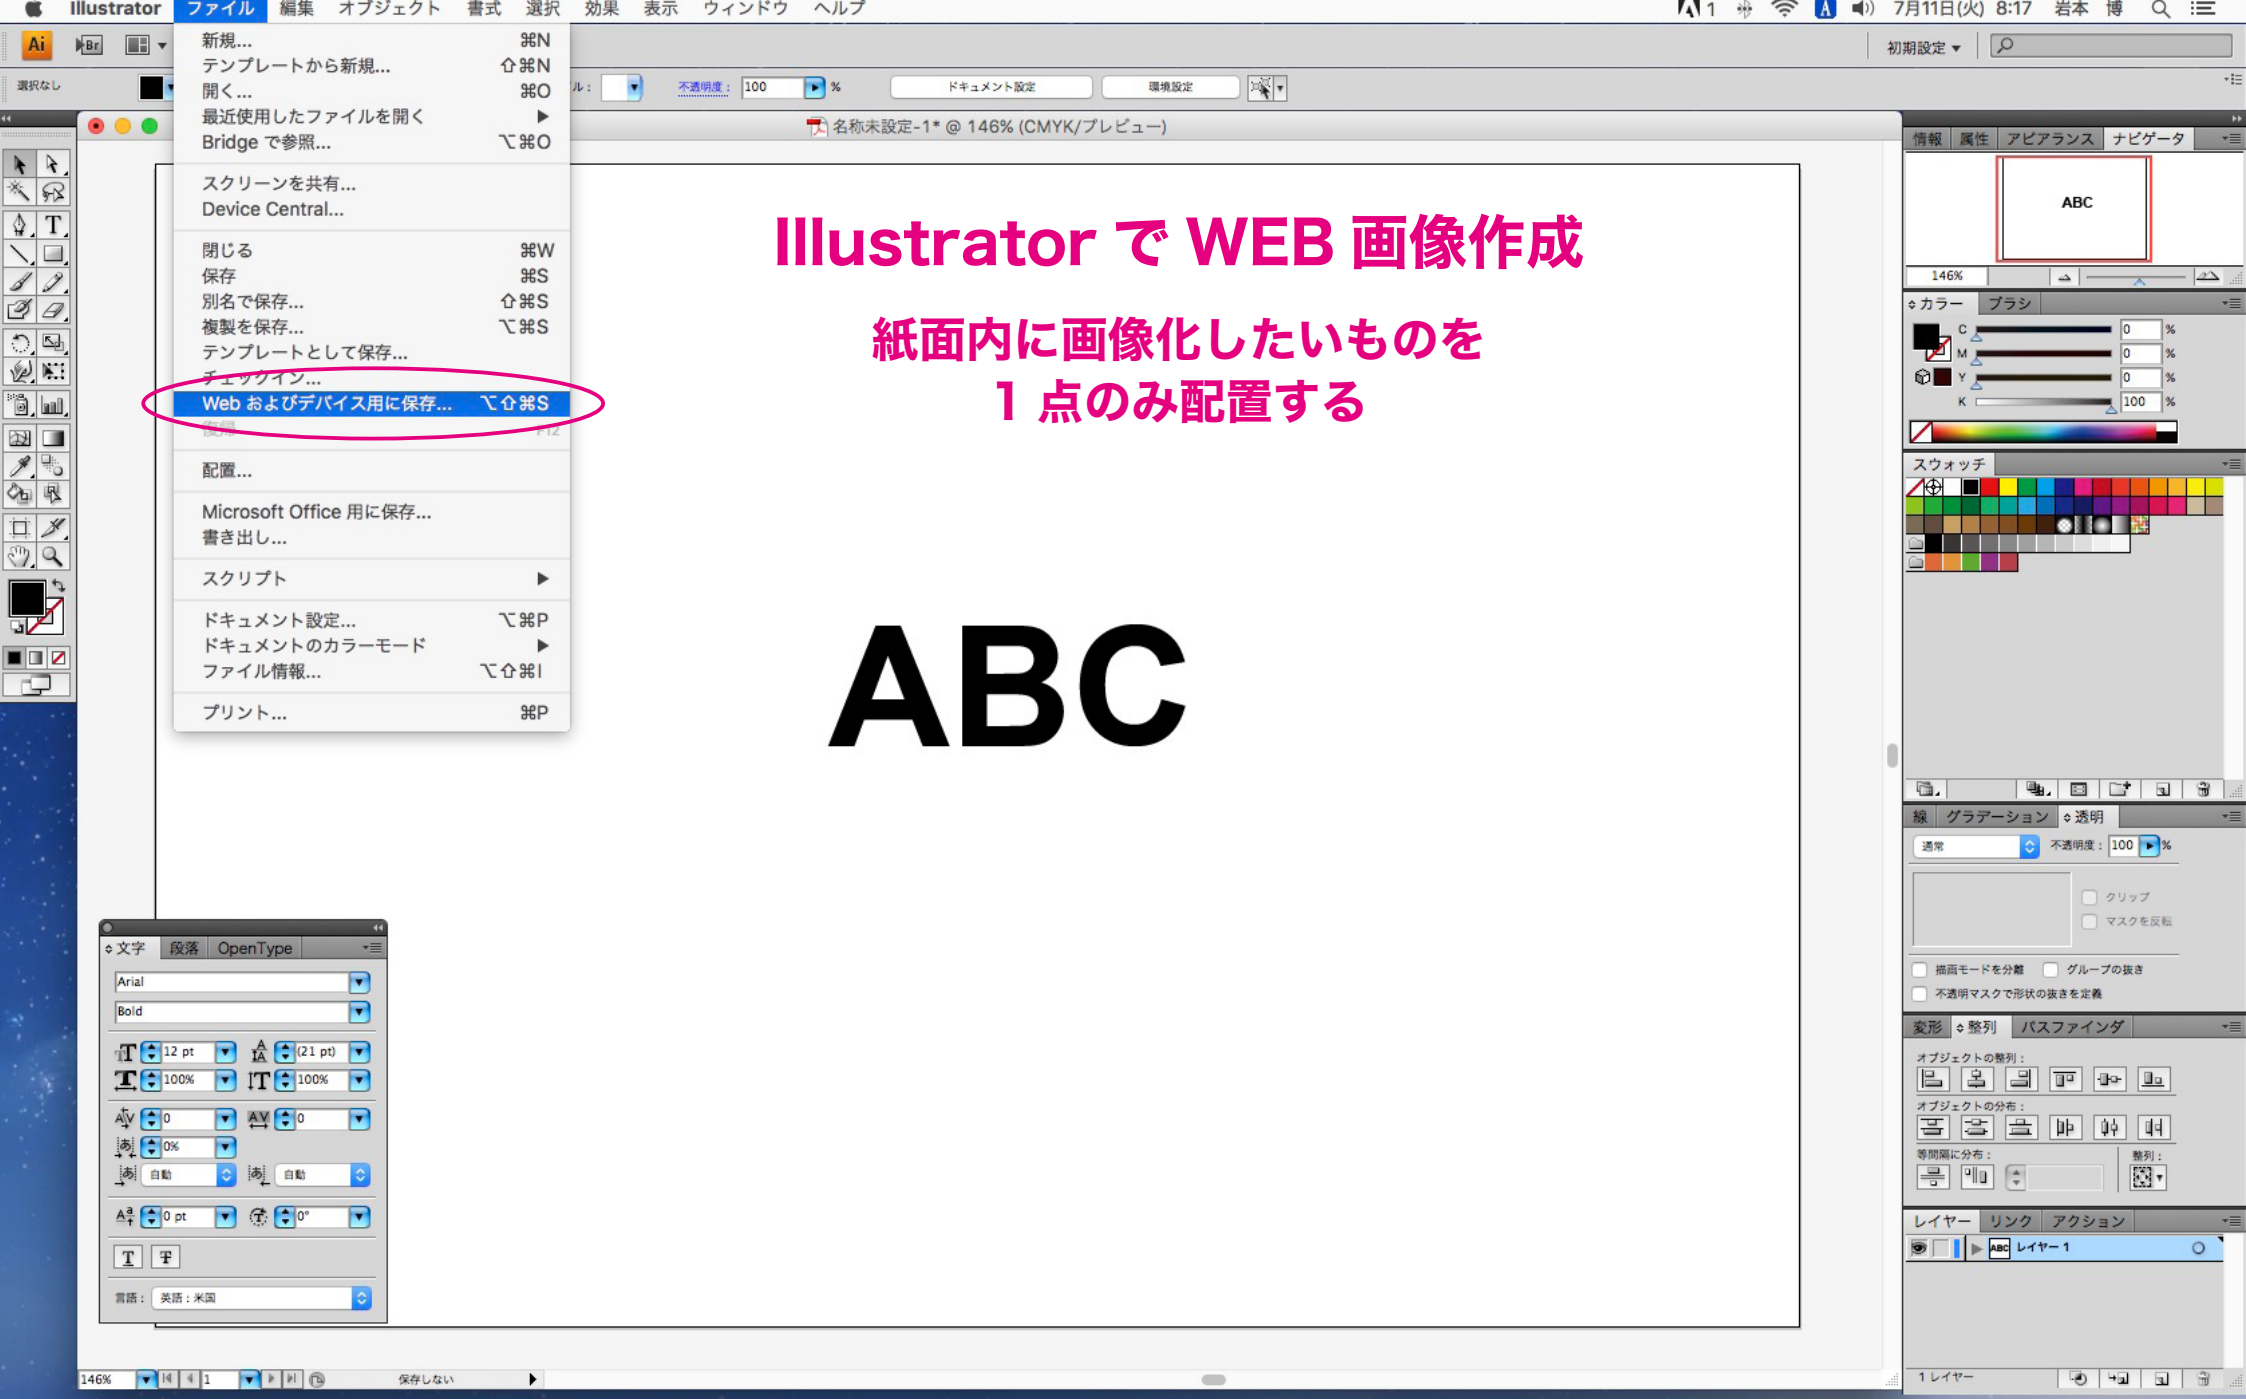 Illustrator ファイル 編集 オブジェクト 書式 選択 効果 表示 ウィンドウ ヘルプ
1 A 7月11日(火) 8:17 岩本 博
Ai Br
初期設定
選択なし
ル:
不透明度: 100 %
ドキュメント設定
環境設定
名称未設定-1* @ 146% (CMYK/プレビュー)
新規... ⌘N
テンプレートから新規... ⇧⌘N
開く... ⌘O
最近使用したファイルを開く ▶
Bridge で参照... ⌥⌘O
スクリーンを共有...
Device Central...
閉じる ⌘W
保存 ⌘S
別名で保存... ⇧⌘S
複製を保存... ⌥⌘S
テンプレートとして保存...
チェックイン...
Web およびデバイス用に保存... ⌥⇧⌘S
復帰 F12
配置...
Microsoft Office 用に保存...
書き出し...
スクリプト ▶
ドキュメント設定... ⌥⌘P
ドキュメントのカラーモード ▶
ファイル情報... ⌥⇧⌘I
プリント... ⌘P
Illustrator で WEB 画像作成
紙面内に画像化したいものを
1 点のみ配置する
ABC
文字 段落 OpenType
Arial
Bold
12 pt (21 pt)
100% 100%
0 0
0%
自動 自動
0 pt 0°
言語: 英語:米国
146% 1 保存しない
情報 属性 アピアランス ナビゲータ
ABC
146%
カラー ブラシ
C 0 %
M 0 %
Y 0 %
K 100 %
スウォッチ
線 グラデーション 透明
通常 不透明度: 100 %
クリップ
マスクを反転
描画モードを分離 グループの抜き
不透明マスクで形状の抜きを定義
変形 整列 パスファインダ
オブジェクトの整列:
オブジェクトの分布:
等間隔に分布: 整列:
レイヤー リンク アクション
ABC レイヤー 1
1 レイヤー